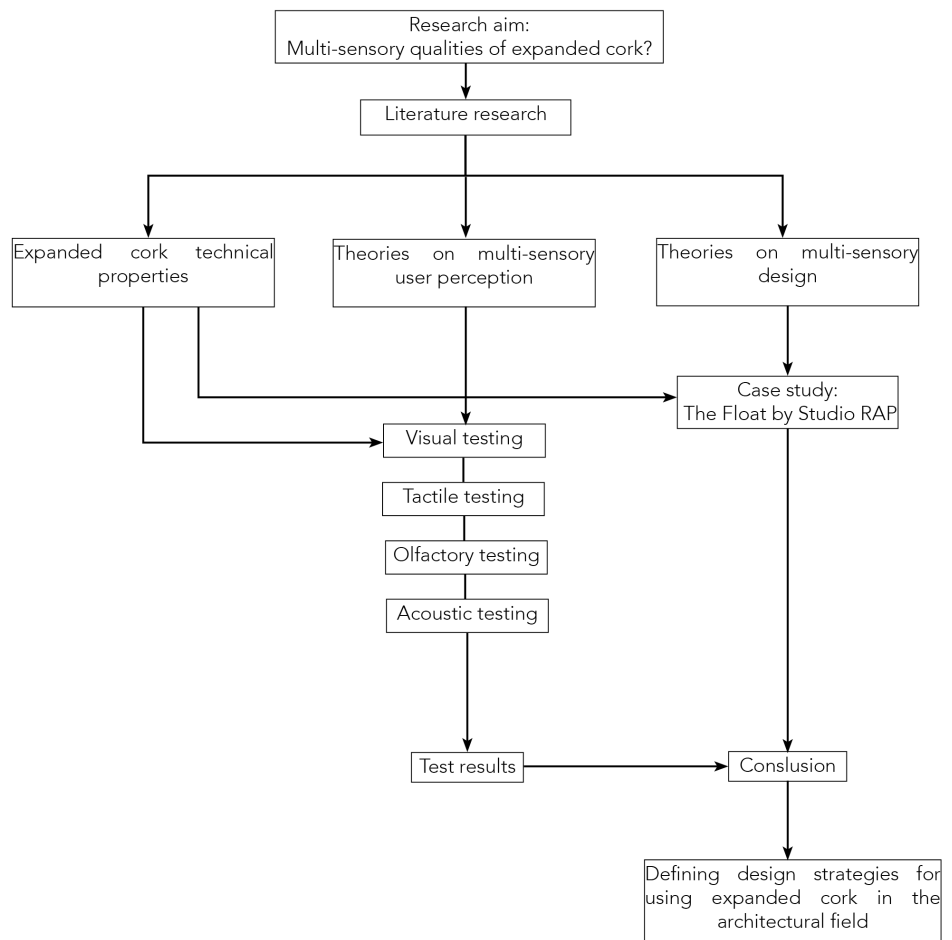 Research aim:
Multi-sensory qualities of expanded cork?
Literature research
Expanded cork technical
properties
Theories on multi-sensory
user perception
Theories on multi-sensory
design
Case study:
The Float by Studio RAP
Visual testing
Tactile testing
Olfactory testing
Acoustic testing
Test results
Conslusion
Defining design strategies for
using expanded cork in the
architectural field